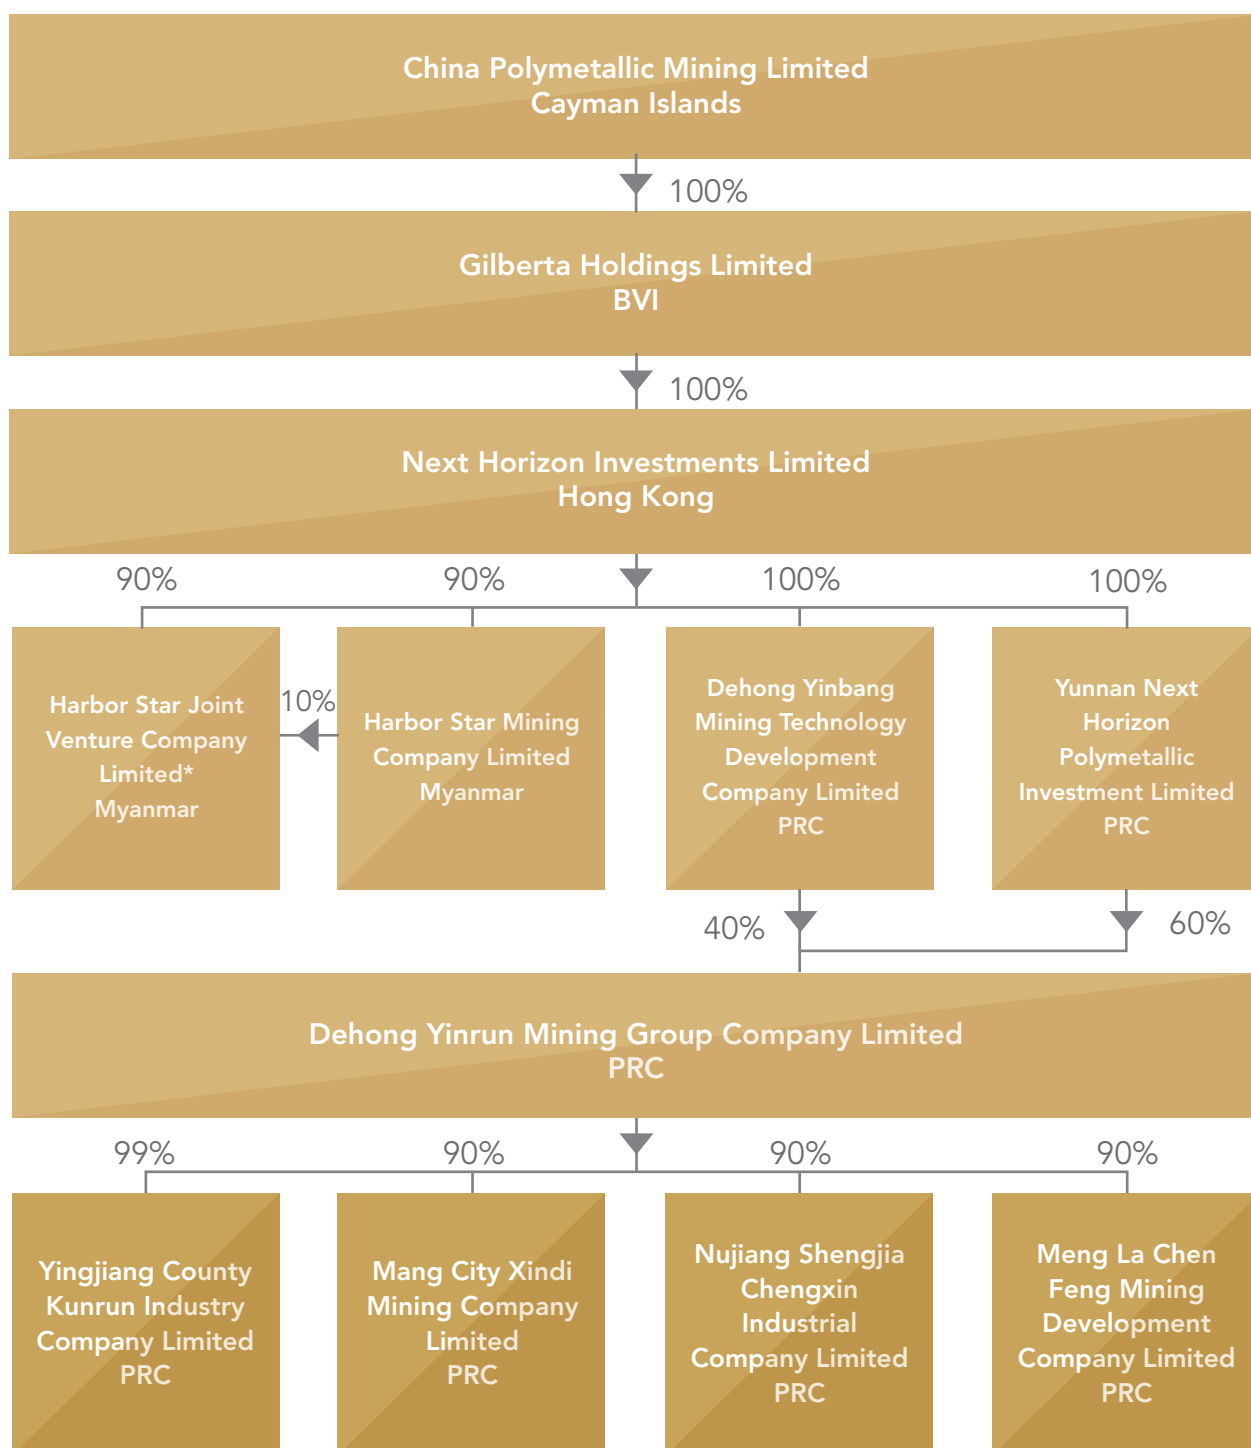 China Polymetallic Mining Limited
Cayman Islands
100%
Gilberta Holdings Limited
BVI
100%
Next Horizon Investments Limited
Hong Kong
90%
90%
100%
100%
Harbor Star Joint
Venture Company
Limited*
Myanmar
10%
Harbor Star Mining
Company Limited
Myanmar
Dehong Yinbang
Mining Technology
Development
Company Limited
PRC
Yunnan Next
Horizon
Polymetallic
Investment Limited
PRC
40%
60%
Dehong Yinrun Mining Group Company Limited
PRC
99%
90%
90%
90%
Yingjiang County
Kunrun Industry
Company Limited
PRC
Mang City Xindi
Mining Company
Limited
PRC
Nujiang Shengjia
Chengxin
Industrial
Company Limited
PRC
Meng La Chen
Feng Mining
Development
Company Limited
PRC